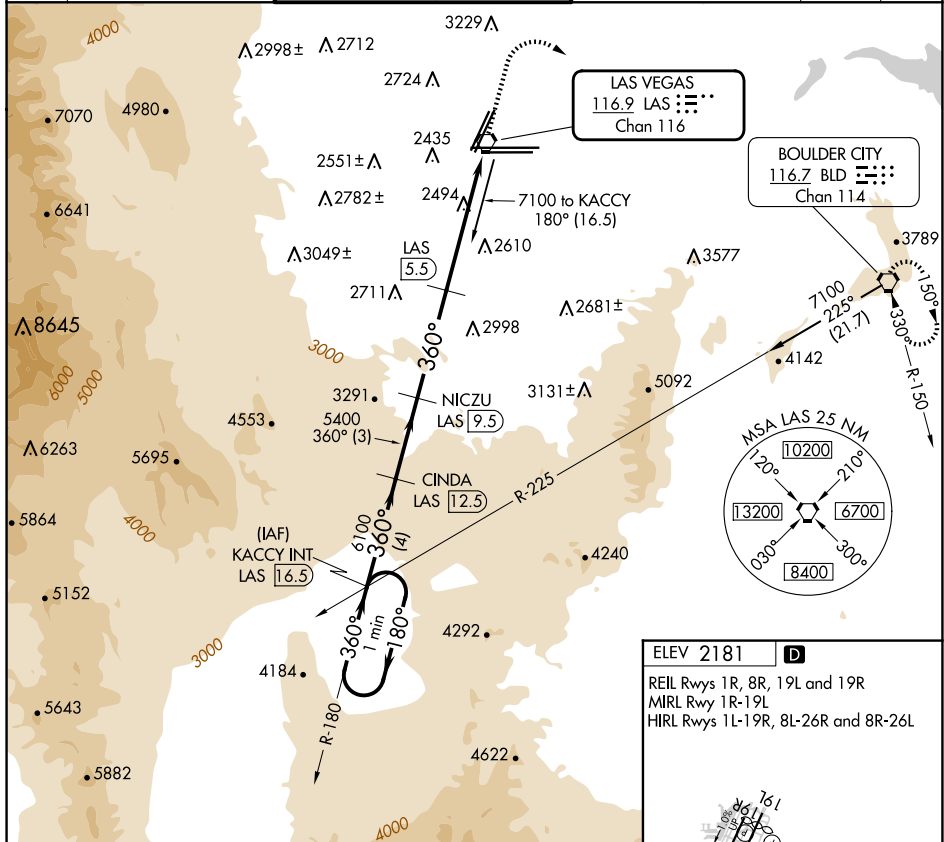 4000
2998±
2712
3229
2724
LAS VEGAS
116.9 LAS
Chan 116
7070
4980
2435
2551±
BOULDER CITY
116.7 BLD
Chan 114
2782±
2494
7100 to KACCY
180° (16.5)
6641
3789
3049±
LAS
5.5
2610
3577
2711
7100
225°
(21.7)
150°
330°
R-150
8645
2681±
2998
4142
3000
360°
6000
5000
3291
NICZU
LAS 9.5
3131±
5092
4553
5400
360° (3)
6263
5695
MSA LAS 25 NM
10200
120°
210°
13200
6700
030°
300°
8400
CINDA
LAS 12.5
R-225
5864
4000
6100
360°
(4)
(IAF)
KACCY INT
LAS 16.5
4240
5152
360°
1 min
180°
4292
3000
4184
R-180
5643
4622
5882
4000
ELEV 2181 D
REIL Rwys 1R, 8R, 19L and 19R
MIRL Rwy 1R-19L
HIRL Rwys 1L-19R, 8L-26R and 8R-26L
19L
19R
1.0%
UP
P